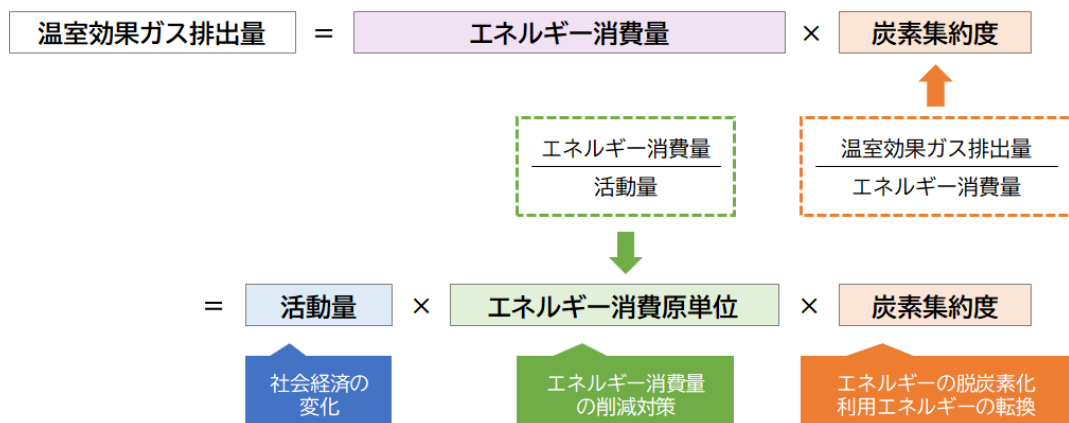 温室効果ガス排出量 = エネルギー消費量 × 炭素集約度
エネルギー消費量
活動量
温室効果ガス排出量
エネルギー消費量
= 活動量 × エネルギー消費原単位 × 炭素集約度
社会経済の
変化
エネルギー消費量
の削減対策
エネルギーの脱炭素化
利用エネルギーの転換